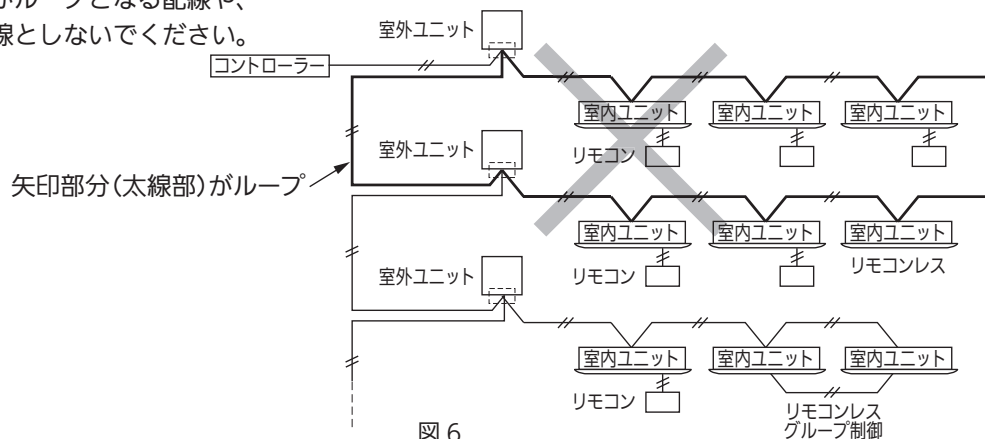 がループとなる配線や、
線としないでください。
室外ユニット
コントローラー
室内ユニット 室内ユニット 室内ユニット
リモコン
室外ユニット
矢印部分(太線部)がループ
室内ユニット 室内ユニット 室内ユニット
リモコン
リモコンレス
室外ユニット
室内ユニット 室内ユニット 室内ユニット
リモコン
リモコンレス
グループ制御
図6